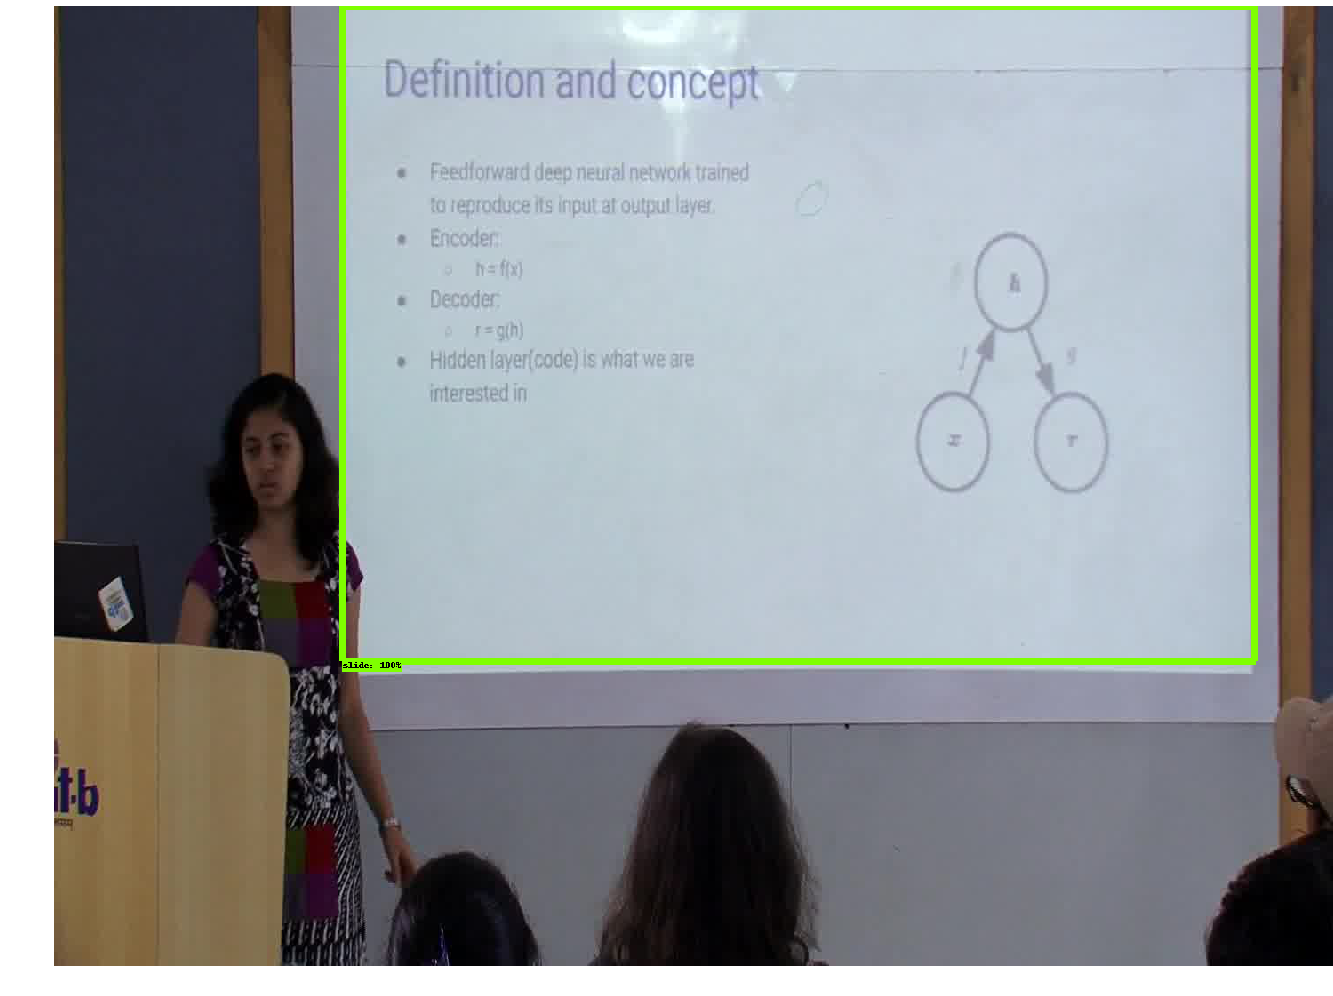 Definition and concept
● Feedforward deep neural network trained
to reproduce its input at output layer.
● Encoder:
○ h = f(x)
● Decoder:
○ r = g(h)
● Hidden layer(code) is what we are
interested in
h
f g
x r
slide: 100%
t-b